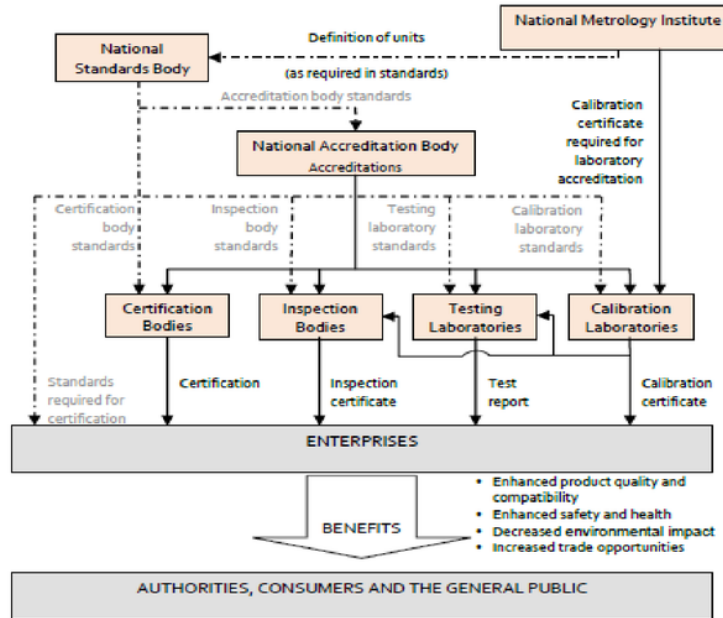 National Metrology Institute
National
Standards Body
Definition of units
(as required in standards)
Accreditation body standards
National Accreditation Body
Accreditations
Calibration
certificate
required for
laboratory
accreditation
Certification
body
standards
Inspection
body
standards
Testing
laboratory
standards
Calibration
laboratory
standards
Certification
Bodies
Inspection
Bodies
Testing
Laboratories
Calibration
Laboratories
Standards
required for
certification
Certification
Inspection
certificate
Test
report
Calibration
certificate
ENTERPRISES
BENEFITS
• Enhanced product quality and
compatibility
• Enhanced safety and health
• Decreased environmental impact
• Increased trade opportunities
AUTHORITIES, CONSUMERS AND THE GENERAL PUBLIC